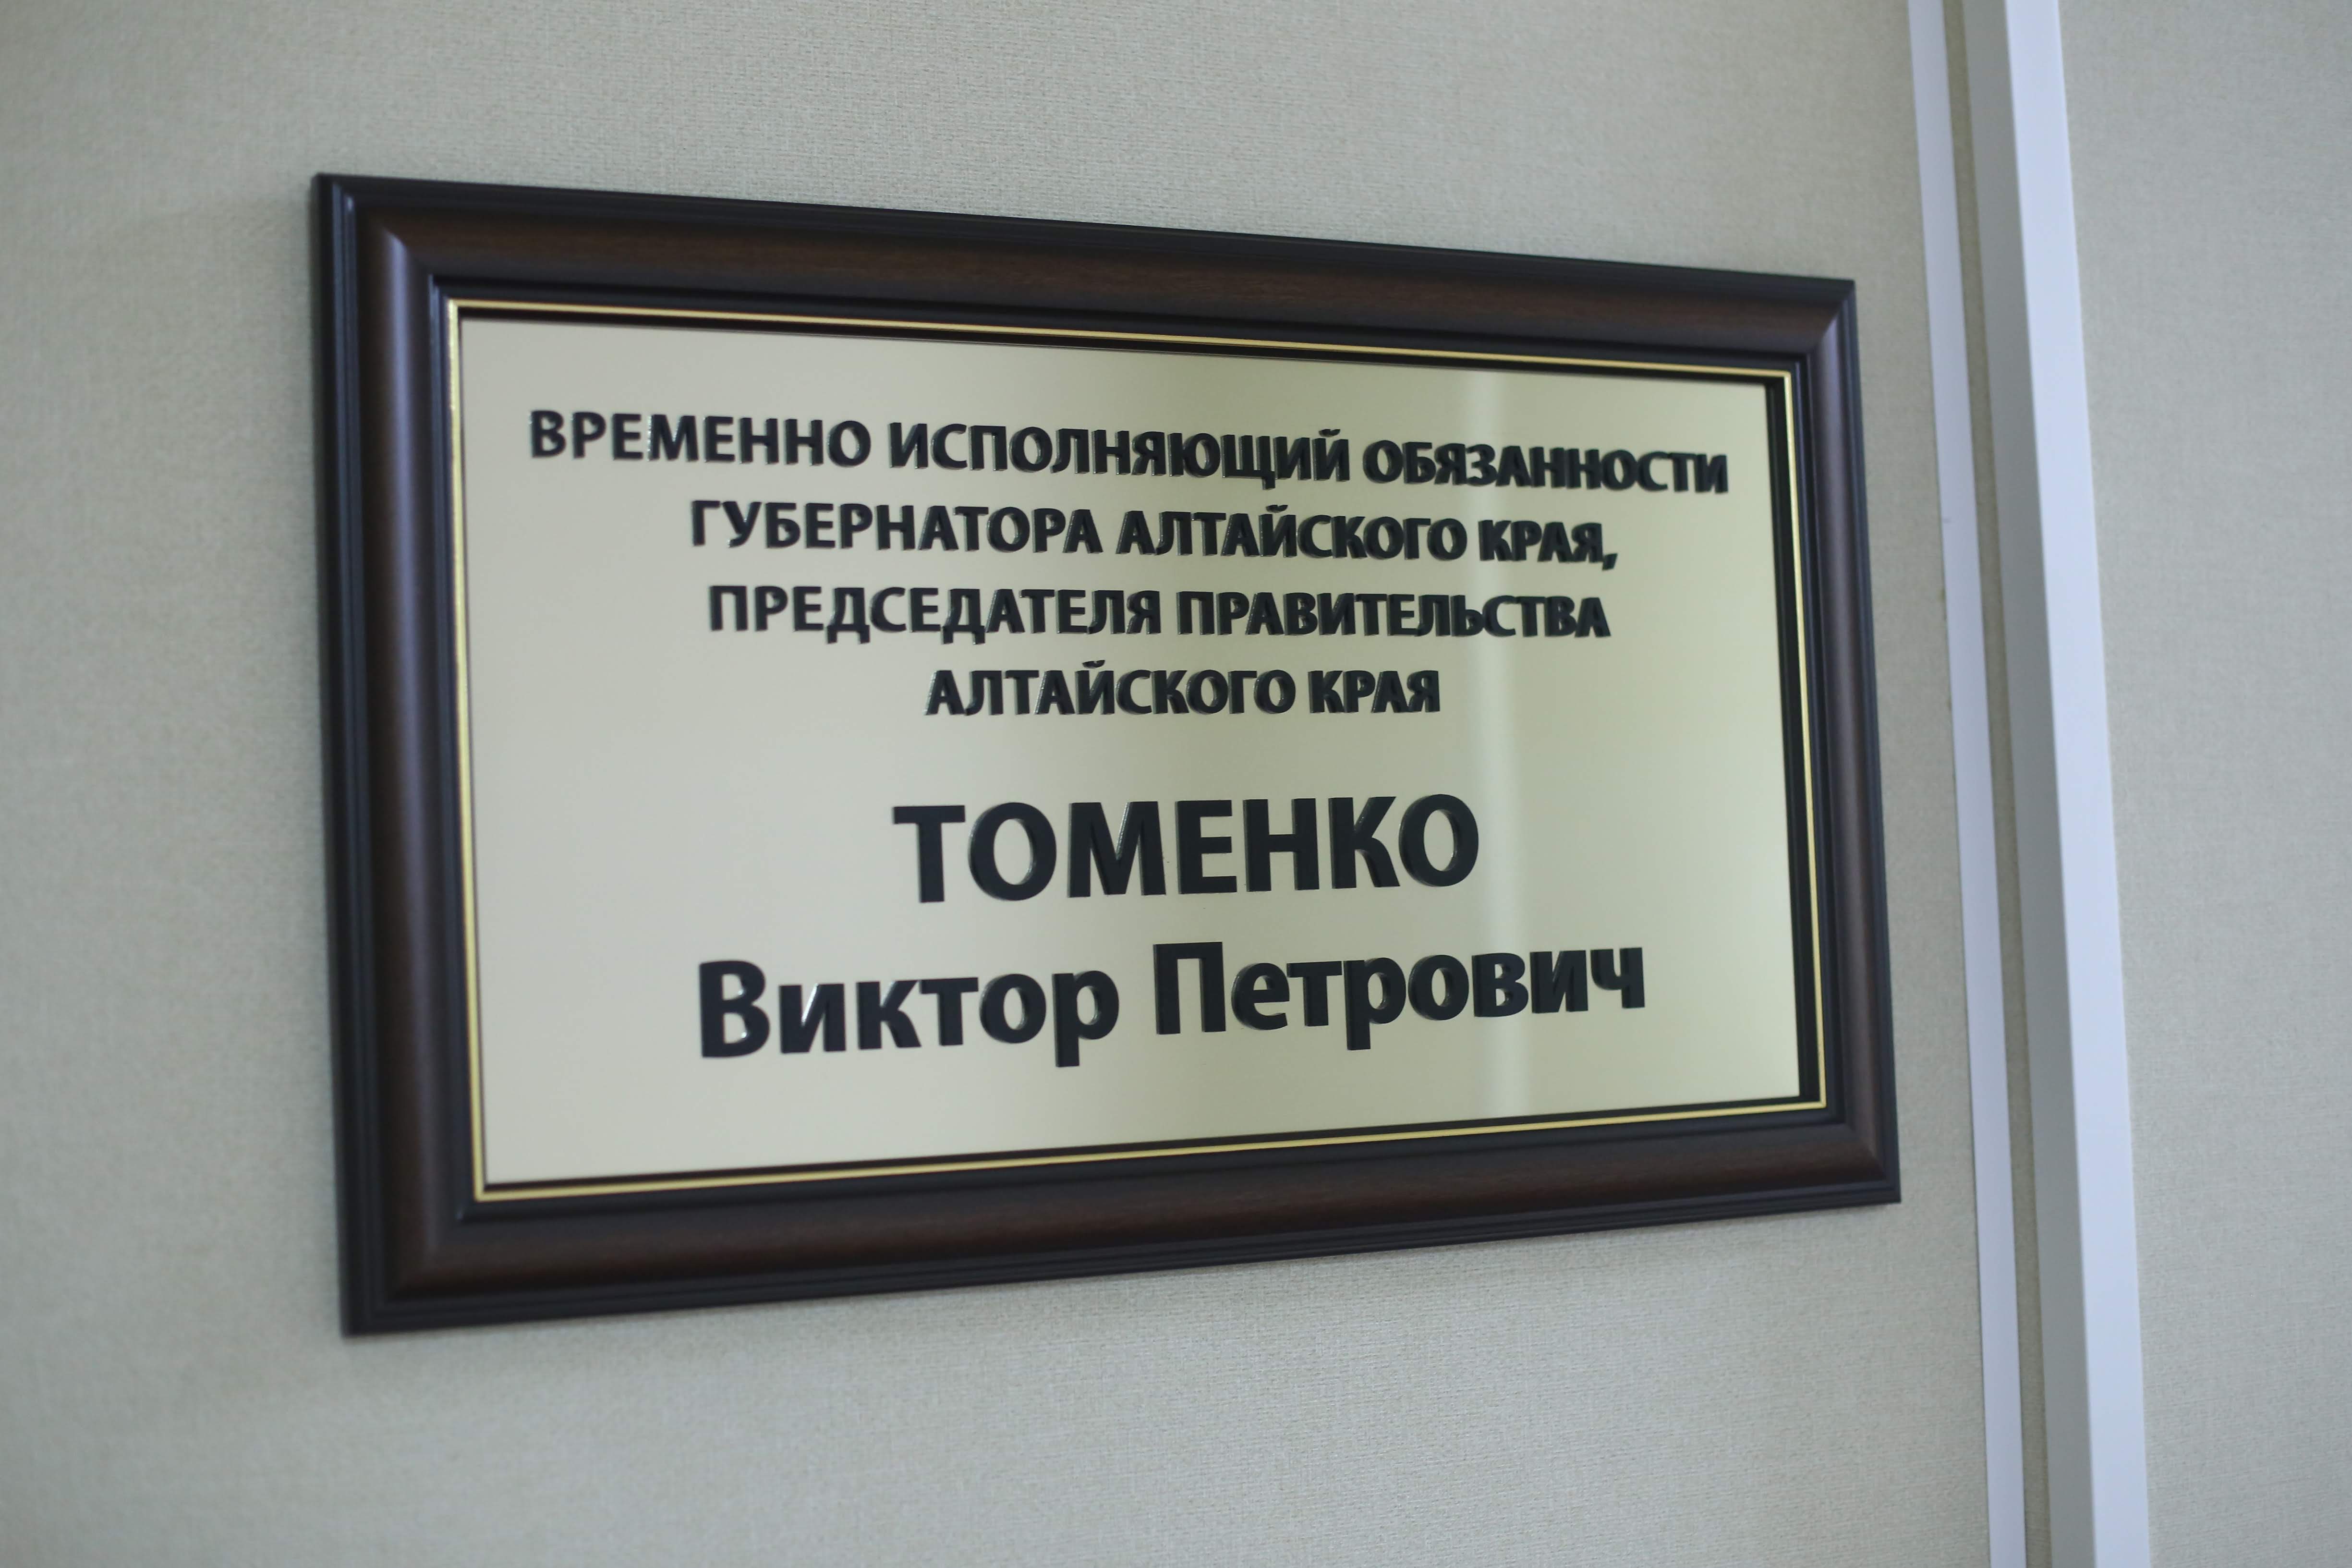 ВРЕМЕННО ИСПОЛНЯЮЩИЙ ОБЯЗАННОСТИ
ГУБЕРНАТОРА АЛТАЙСКОГО КРАЯ,
ПРЕДСЕДАТЕЛЯ ПРАВИТЕЛЬСТВА
АЛТАЙСКОГО КРАЯ
ТОМЕНКО
Виктор Петрович